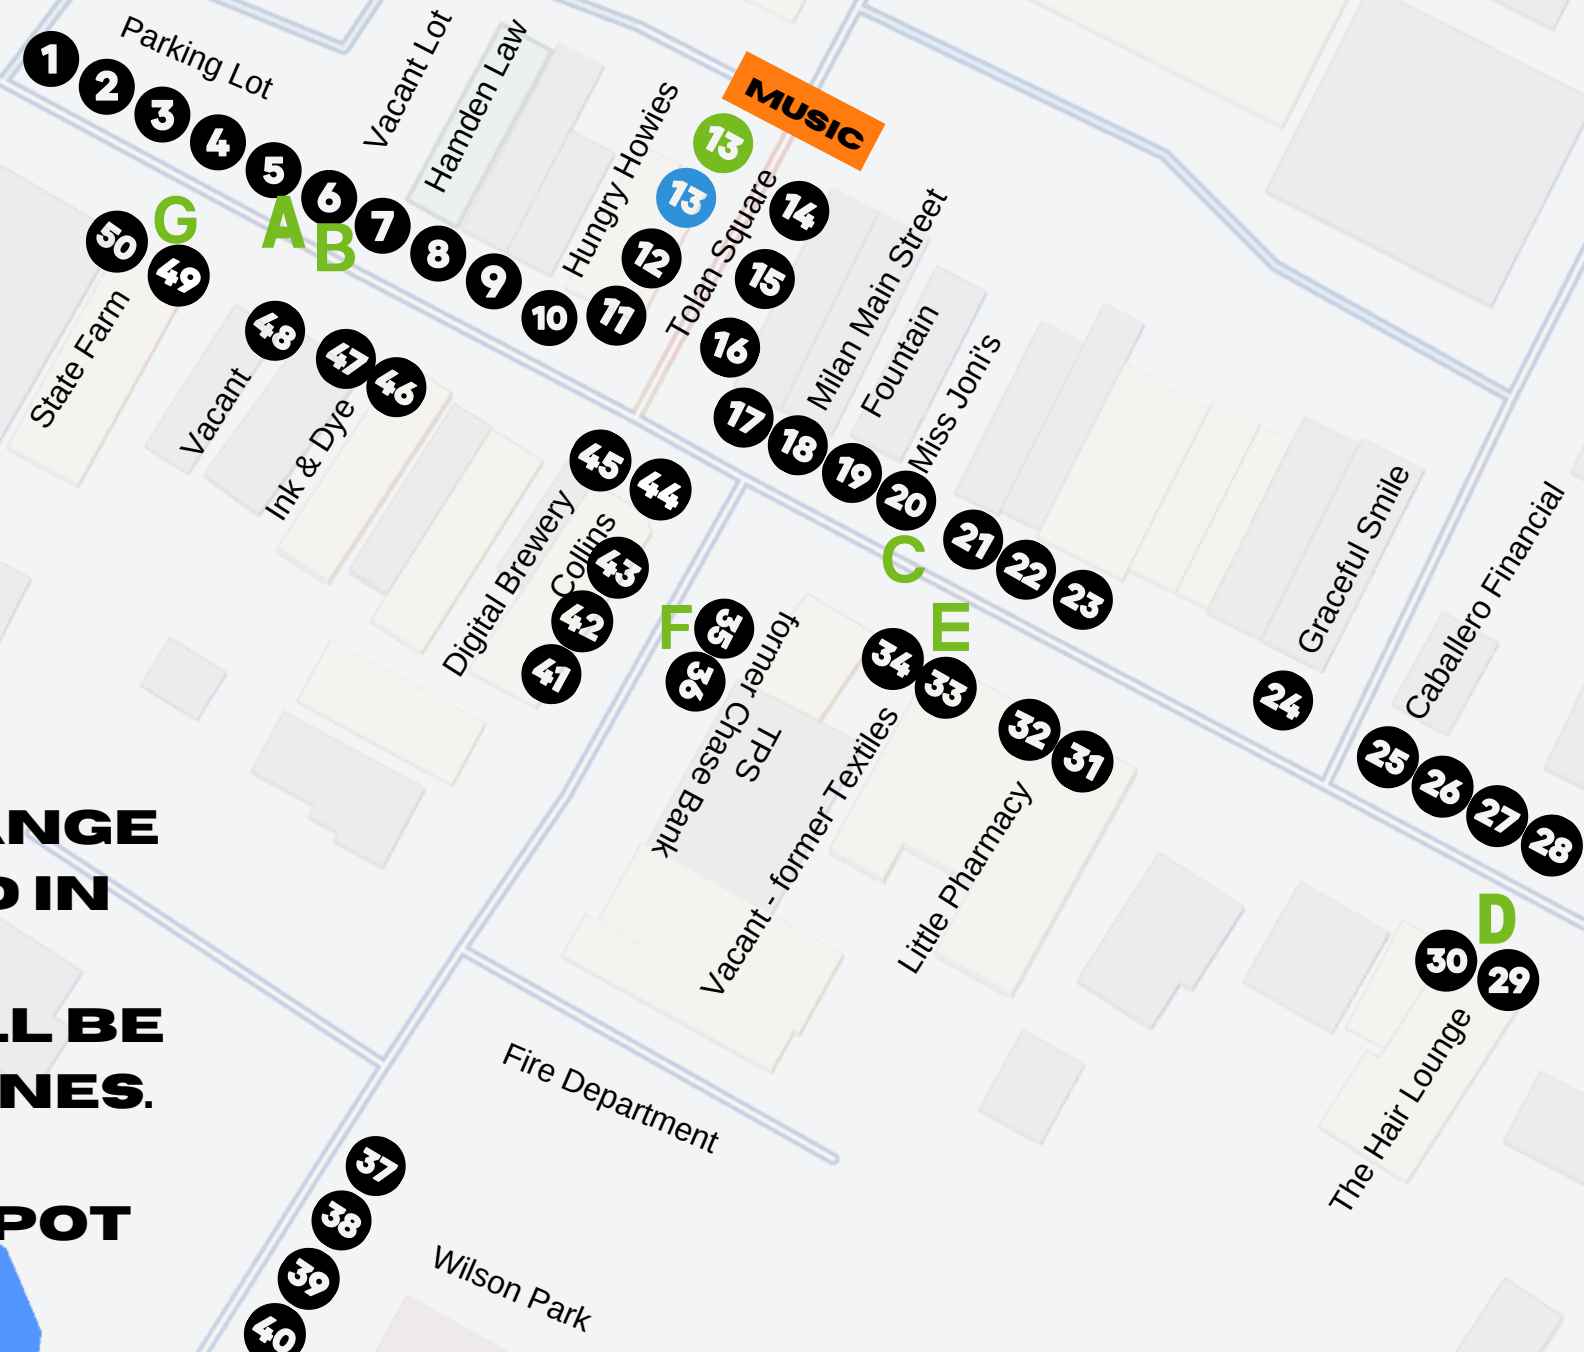 Parking Lot
Vacant Lot
Hamden Law
Hungry Howies
MUSIC
1
2
3
4
5
6
7
8
9
10
11
12
13
13
Tolan Square
14
15
16
17
18
19
20
21
22
23
24
25
26
27
28
Milan Main Street
Fountain
Miss Joni's
Graceful Smile
Caballero Financial
G
A
B
C
E
F
D
50
49
48
47
46
45
44
43
42
41
State Farm
Vacant
Ink & Dye
Digital Brewery
Collins
35
36
former Chase Bank
TPS
34
33
32
31
Vacant - former Textiles
Little Pharmacy
30
29
The Hair Lounge
Fire Department
37
38
39
40
Wilson Park
ANGE
D IN
LL BE
NES.
POT